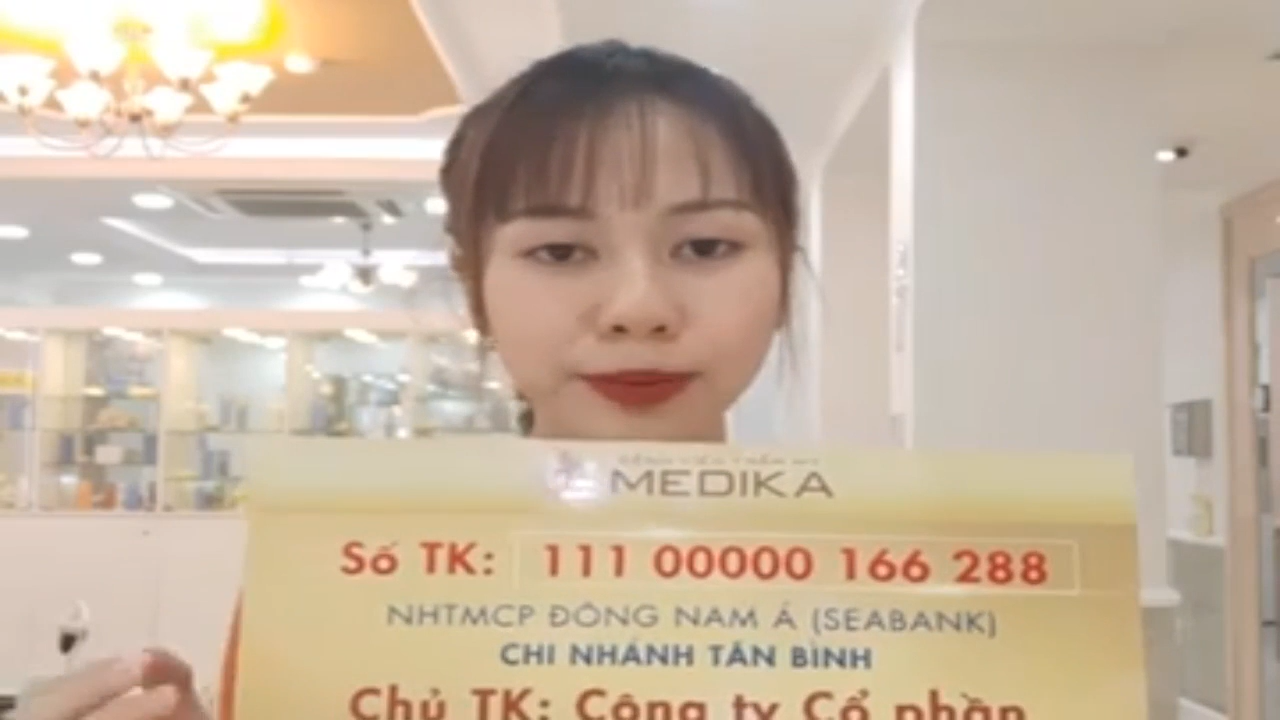 MEDIKA
Số TK: 111 00000 166 288
NHTMCP ĐÔNG NAM Á (SEABANK)
CHI NHÁNH TÂN BÌNH
Chủ TK: Công ty Cổ phần